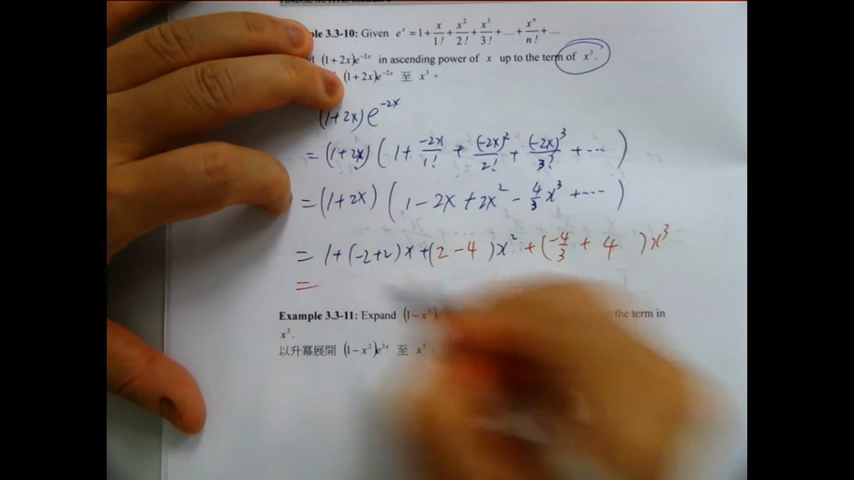 ple 3.3-10: Given e^x = 1 + x/1! + x²/2! + x³/3! + .... + x^n/n! + ....
(1+2x)e^{-2x} in ascending power of x up to the term of x³.
(1+2x)e^{-2x} 至 x³。
(1+2x)e^{-2x}
= (1+2x)(1 + -2x/1! + (-2x)²/2! + (-2x)³/3! + ⋯)
= (1+2x)(1 - 2x + 2x² - 4/3 x³ + ⋯)
= 1 + (-2+2)x + (2-4)x² + (-4/3 + 4)x³
=
Example 3.3-11: Expand (1-x² the term in
x³.
以升冪展開 (1-x²)e^{3x} 至 x³